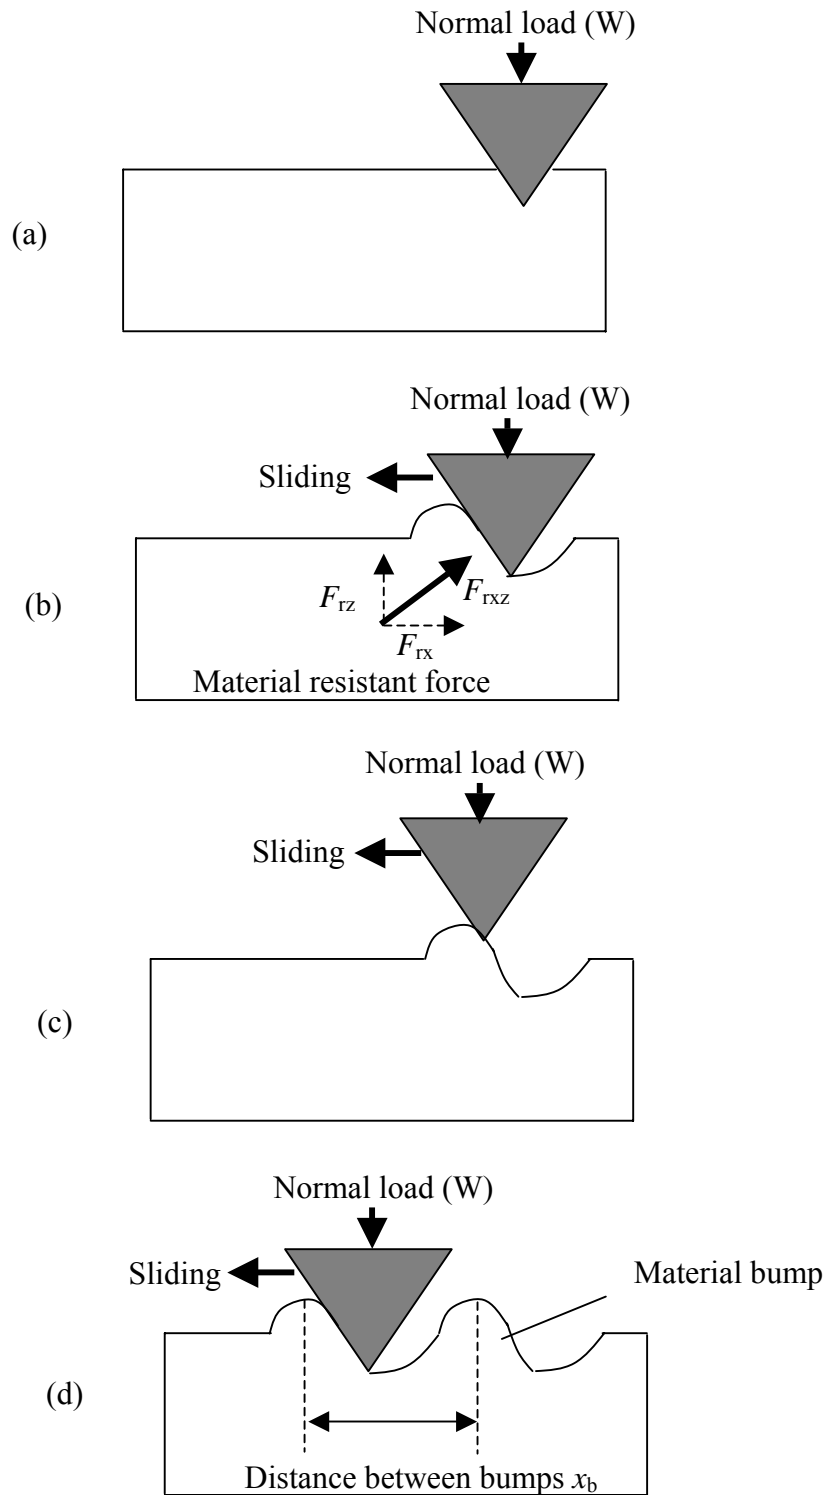 Normal load (W)
(a)
Normal load (W)
Sliding
(b)
F_rz
F_rxz
F_rx
Material resistant force
Normal load (W)
Sliding
(c)
Normal load (W)
Sliding
Material bump
(d)
Distance between bumps x_b